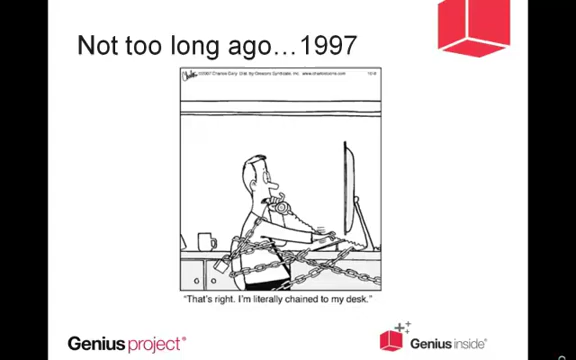 Not too long ago...1997
"That's right. I'm literally chained to my desk."
Genius project®
Genius inside®